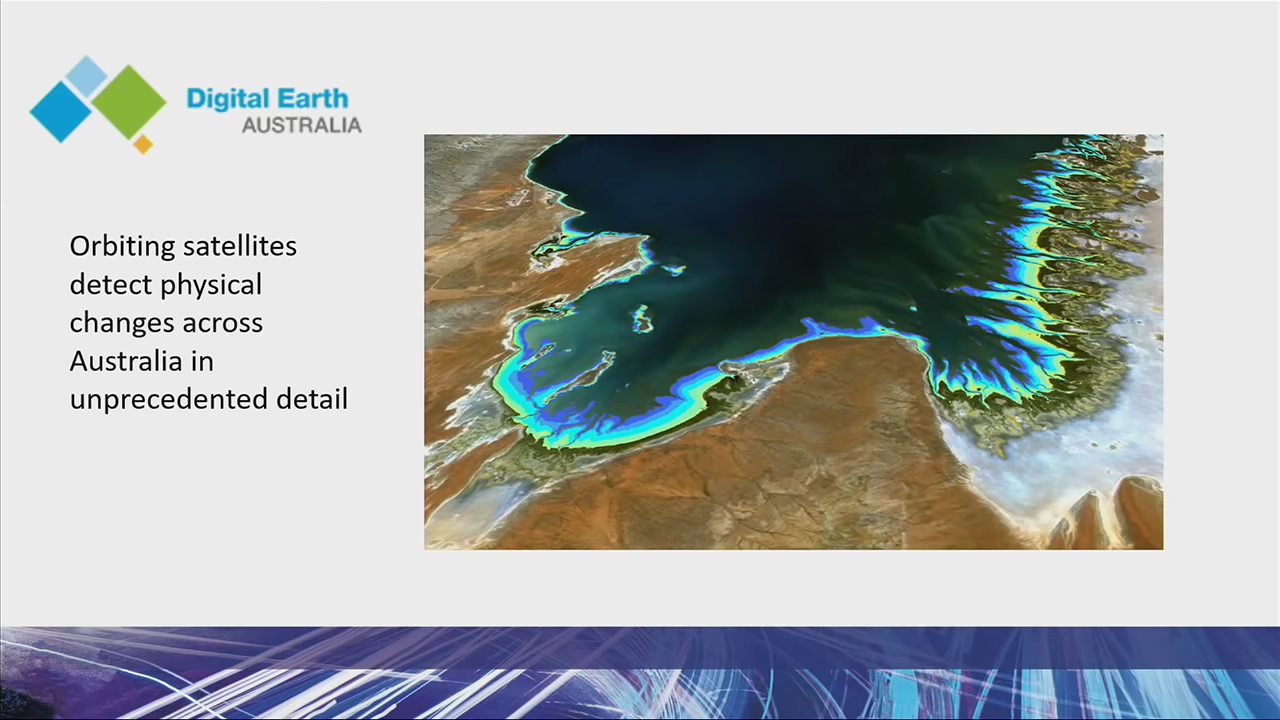 Digital Earth
AUSTRALIA
Orbiting satellites
detect physical
changes across
Australia in
unprecedented detail